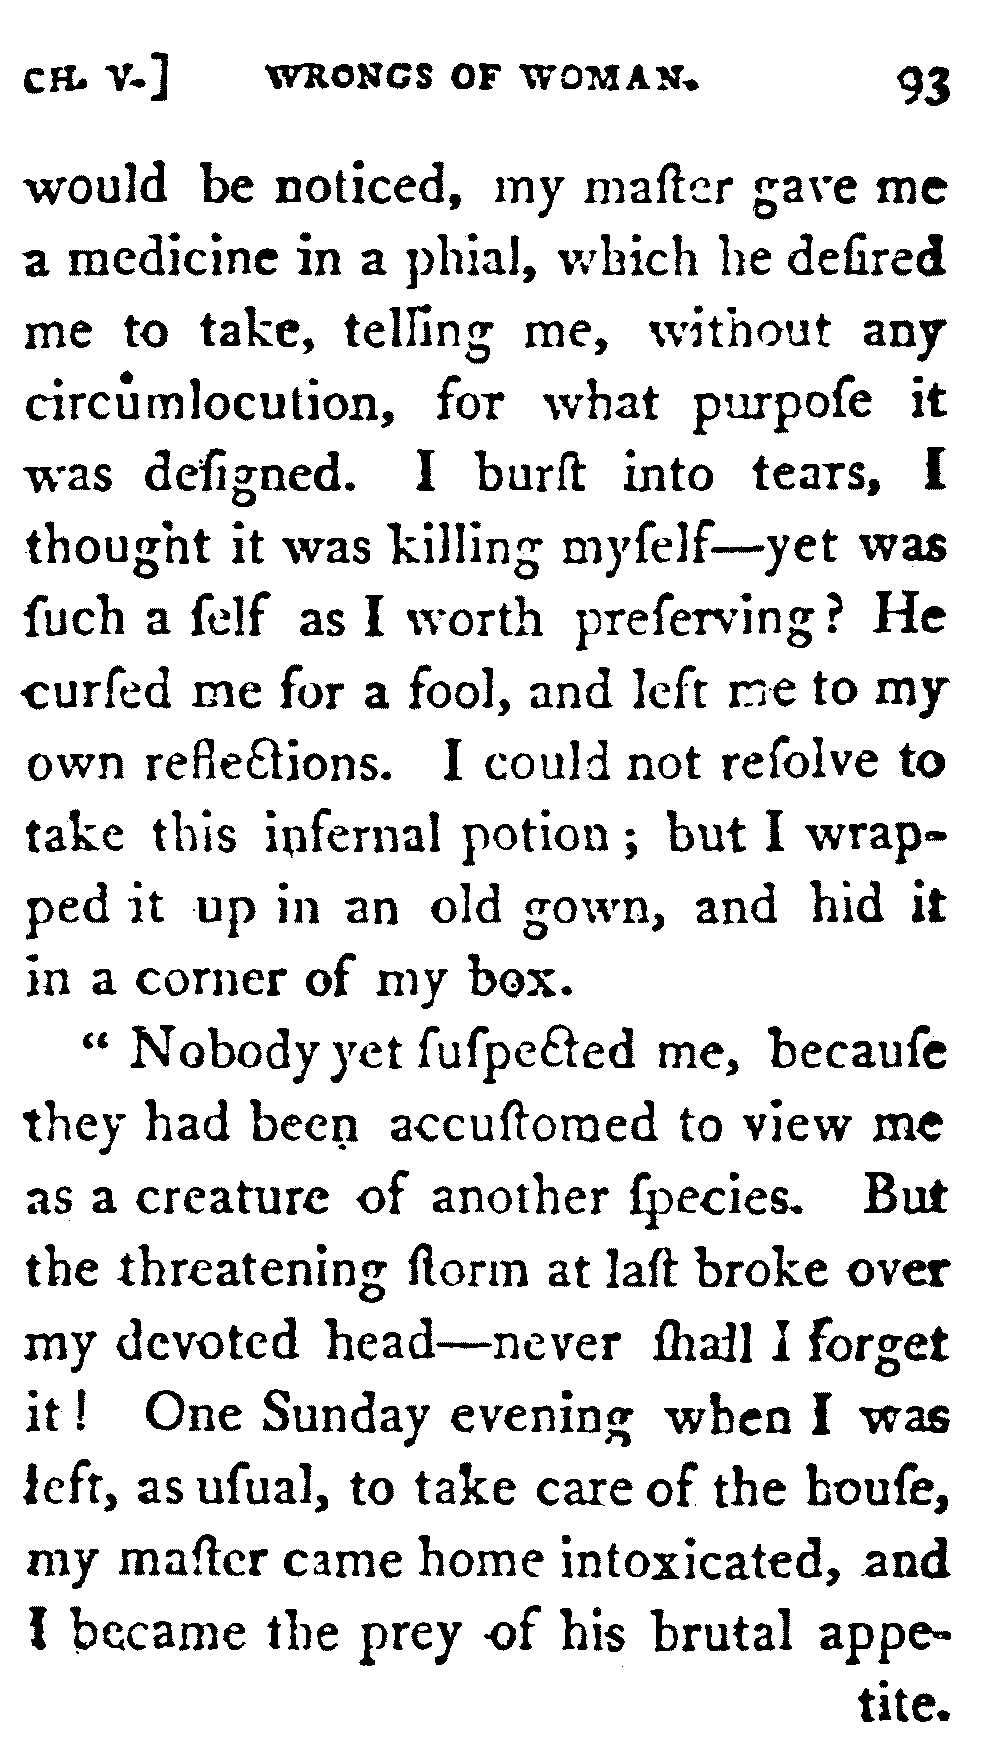 CH. V.] WRONGS OF WOMAN. 93
would be noticed, my maſter gave me
a medicine in a phial, which he deſired
me to take, telling me, without any
circumlocution, for what purpoſe it
was deſigned. I burſt into tears, I
thought it was killing myſelf—yet was
ſuch a ſelf as I worth preſerving? He
curſed me for a fool, and left me to my
own reflections. I could not reſolve to
take this infernal potion; but I wrap-
ped it up in an old gown, and hid it
in a corner of my box.
“ Nobody yet ſuſpected me, becauſe
they had been accuſtomed to view me
as a creature of another ſpecies. But
the threatening ſtorm at laſt broke over
my devoted head—never ſhall I forget
it! One Sunday evening when I was
left, as uſual, to take care of the houſe,
my maſter came home intoxicated, and
I became the prey of his brutal appe-
tite.